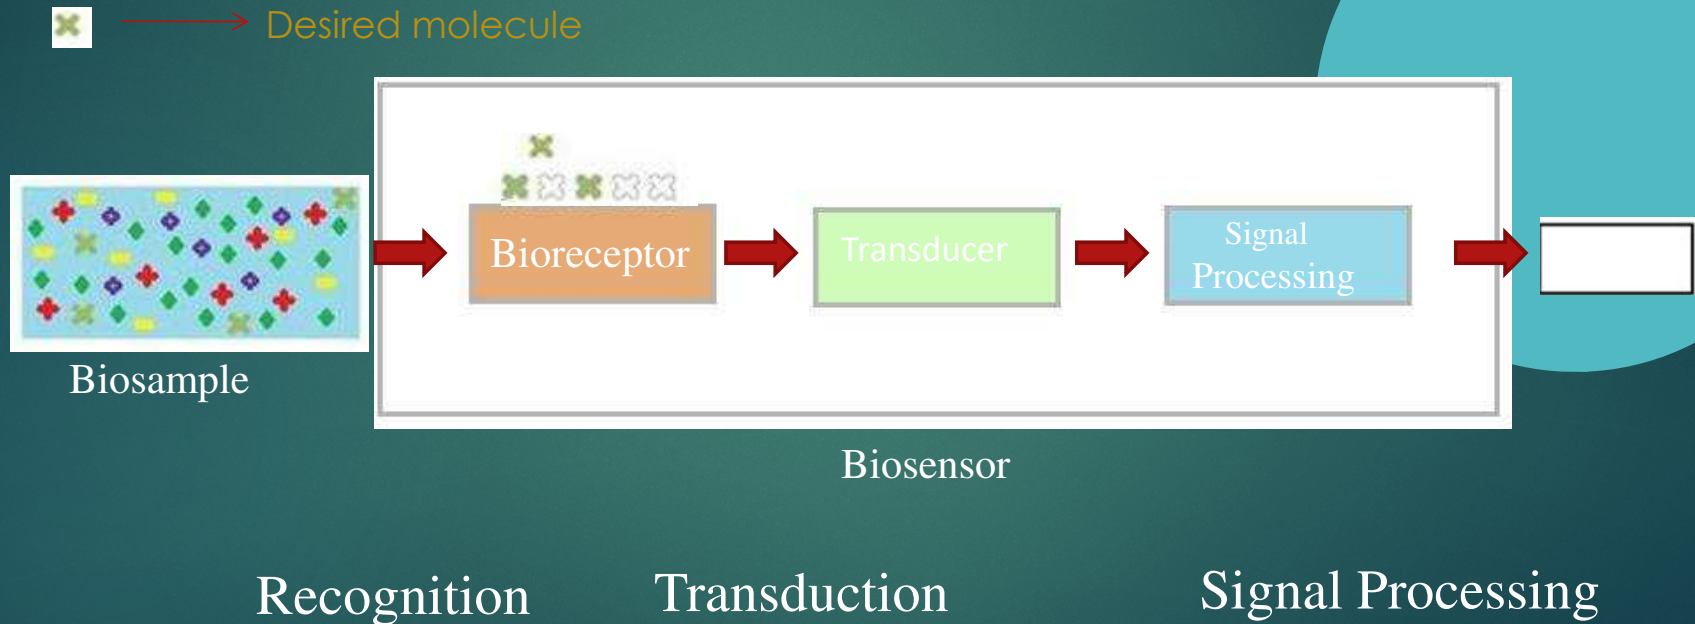 Desired molecule
Bioreceptor
Transducer
Signal
Processing
Biosample
Biosensor
Recognition
Transduction
Signal Processing